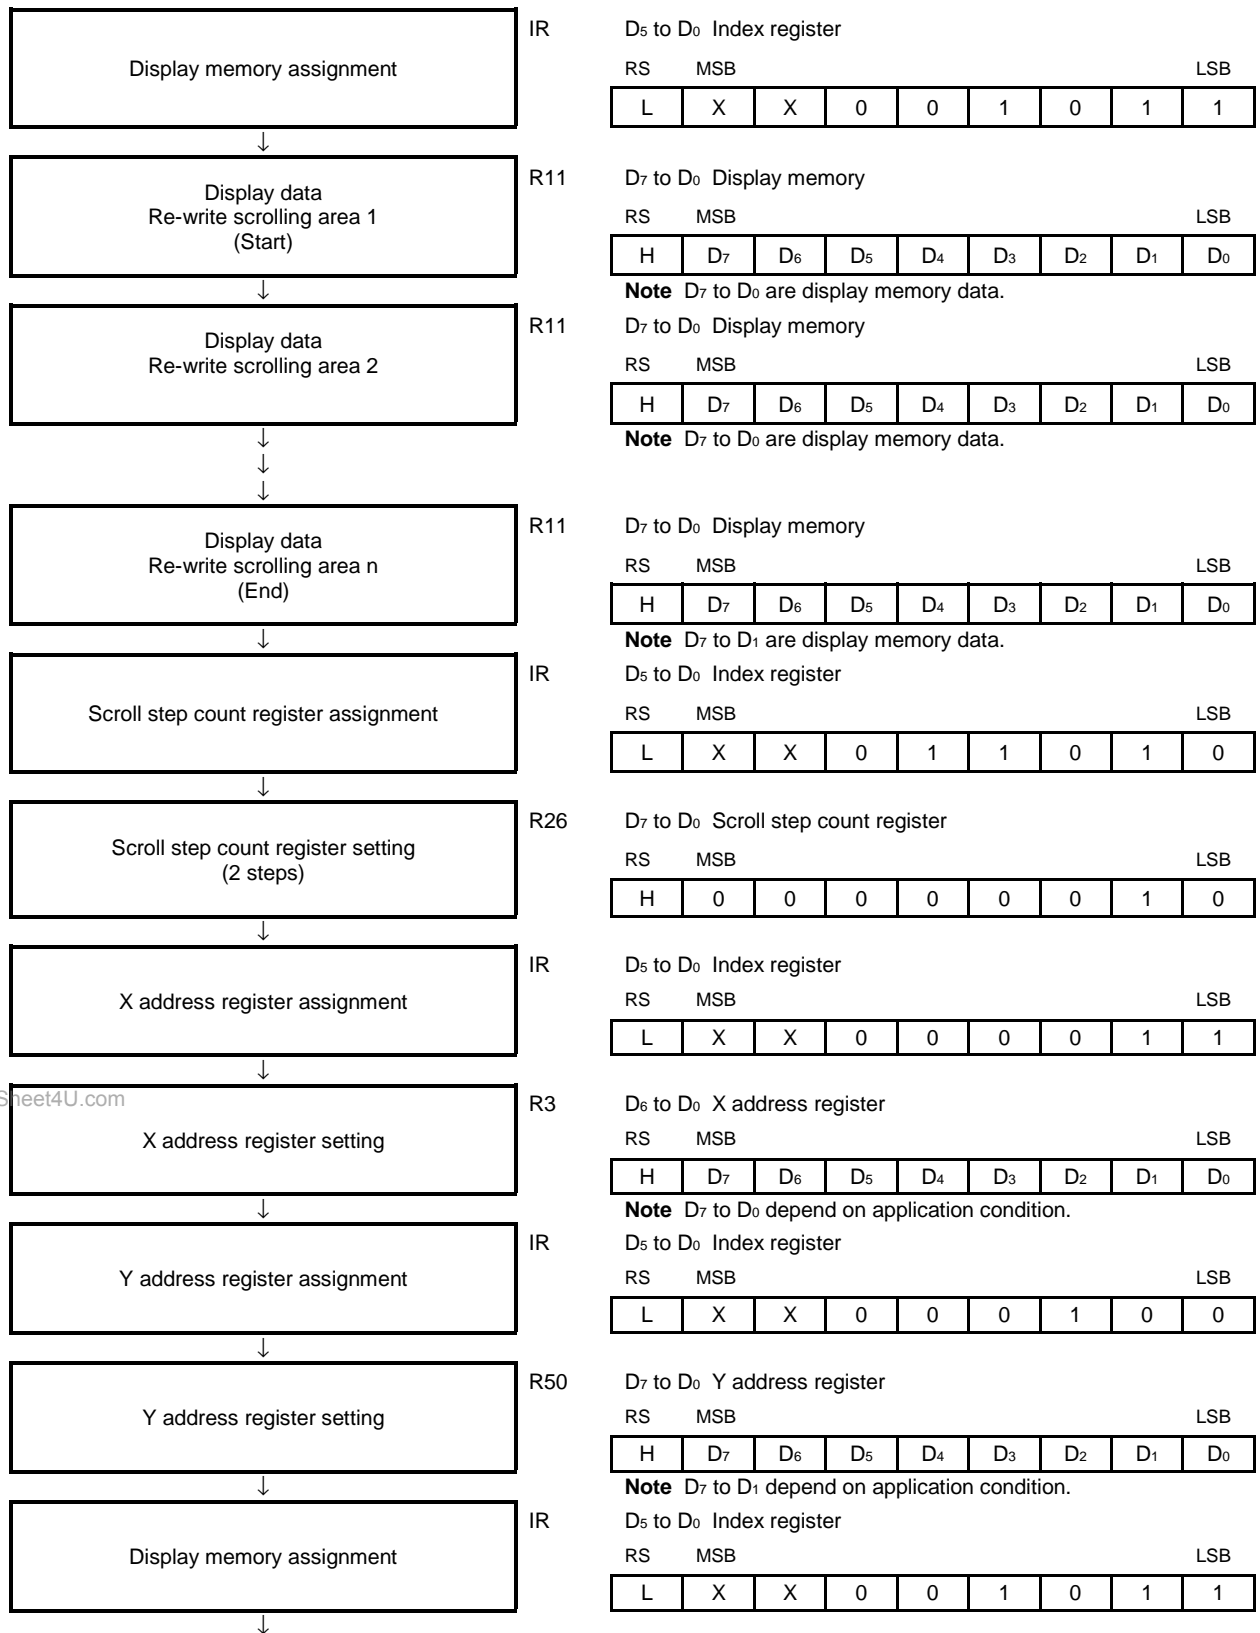 Display memory assignment
IR D5 to D0 Index register
RS MSB LSB
L X X 0 0 1 0 1 1
↓
Display data
Re-write scrolling area 1
(Start)
R11 D7 to D0 Display memory
RS MSB LSB
H D7 D6 D5 D4 D3 D2 D1 D0
Note D7 to D0 are display memory data.
↓
Display data
Re-write scrolling area 2
R11 D7 to D0 Display memory
RS MSB LSB
H D7 D6 D5 D4 D3 D2 D1 D0
Note D7 to D0 are display memory data.
↓
↓
↓
Display data
Re-write scrolling area n
(End)
R11 D7 to D0 Display memory
RS MSB LSB
H D7 D6 D5 D4 D3 D2 D1 D0
Note D7 to D1 are display memory data.
↓
Scroll step count register assignment
IR D5 to D0 Index register
RS MSB LSB
L X X 0 1 1 0 1 0
↓
Scroll step count register setting
(2 steps)
R26 D7 to D0 Scroll step count register
RS MSB LSB
H 0 0 0 0 0 0 1 0
↓
X address register assignment
IR D5 to D0 Index register
RS MSB LSB
L X X 0 0 0 0 1 1
↓
Sheet4U.com
X address register setting
R3 D6 to D0 X address register
RS MSB LSB
H D7 D6 D5 D4 D3 D2 D1 D0
Note D7 to D0 depend on application condition.
↓
Y address register assignment
IR D5 to D0 Index register
RS MSB LSB
L X X 0 0 0 1 0 0
↓
Y address register setting
R50 D7 to D0 Y address register
RS MSB LSB
H D7 D6 D5 D4 D3 D2 D1 D0
Note D7 to D1 depend on application condition.
↓
Display memory assignment
IR D5 to D0 Index register
RS MSB LSB
L X X 0 0 1 0 1 1
↓